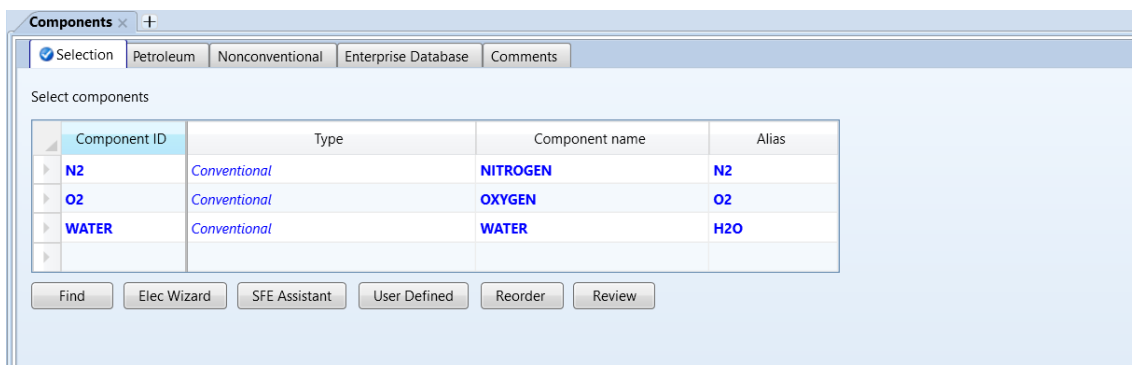 Components × +
Selection Petroleum Nonconventional Enterprise Database Comments
Select components
Component ID Type Component name Alias
N2 Conventional NITROGEN N2
O2 Conventional OXYGEN O2
WATER Conventional WATER H2O
Find Elec Wizard SFE Assistant User Defined Reorder Review